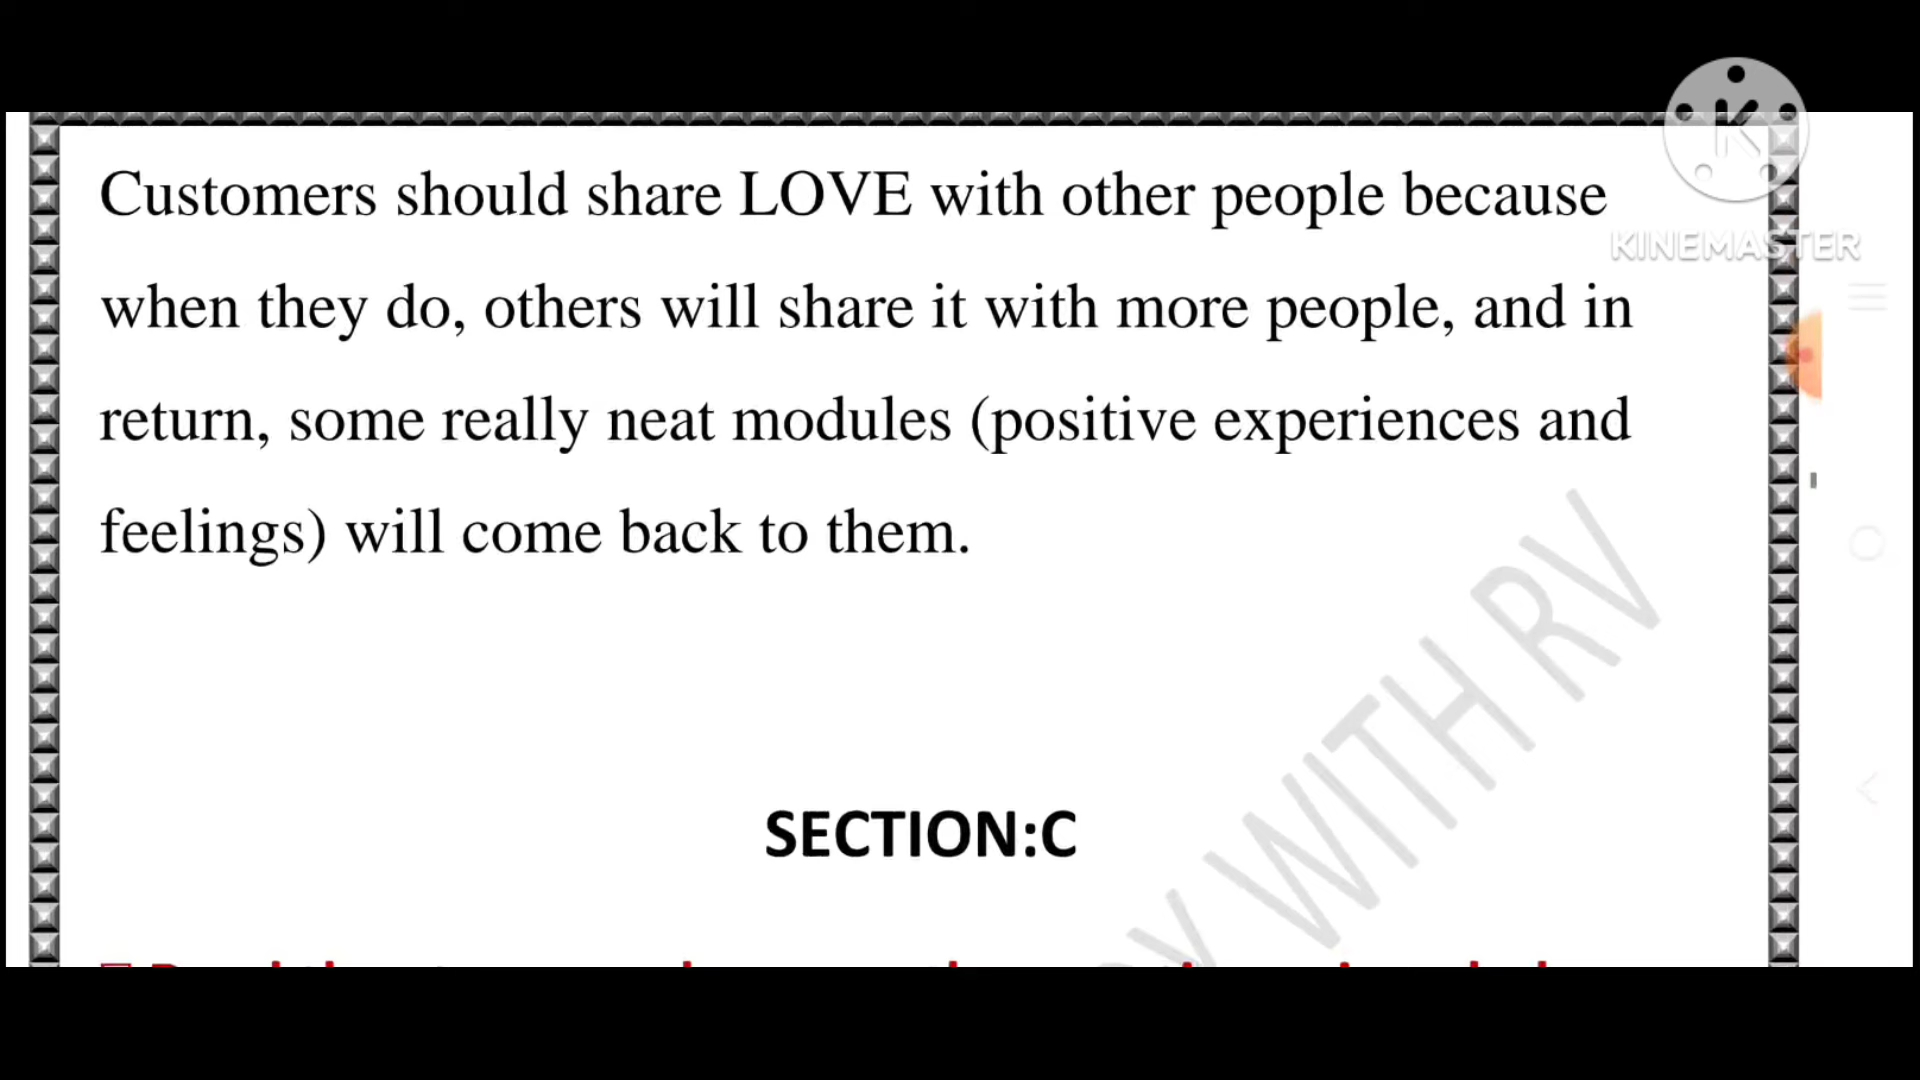 KINEMASTER
Customers should share LOVE with other people because
when they do, others will share it with more people, and in
return, some really neat modules (positive experiences and
feelings) will come back to them.
WITH RV
SECTION:C